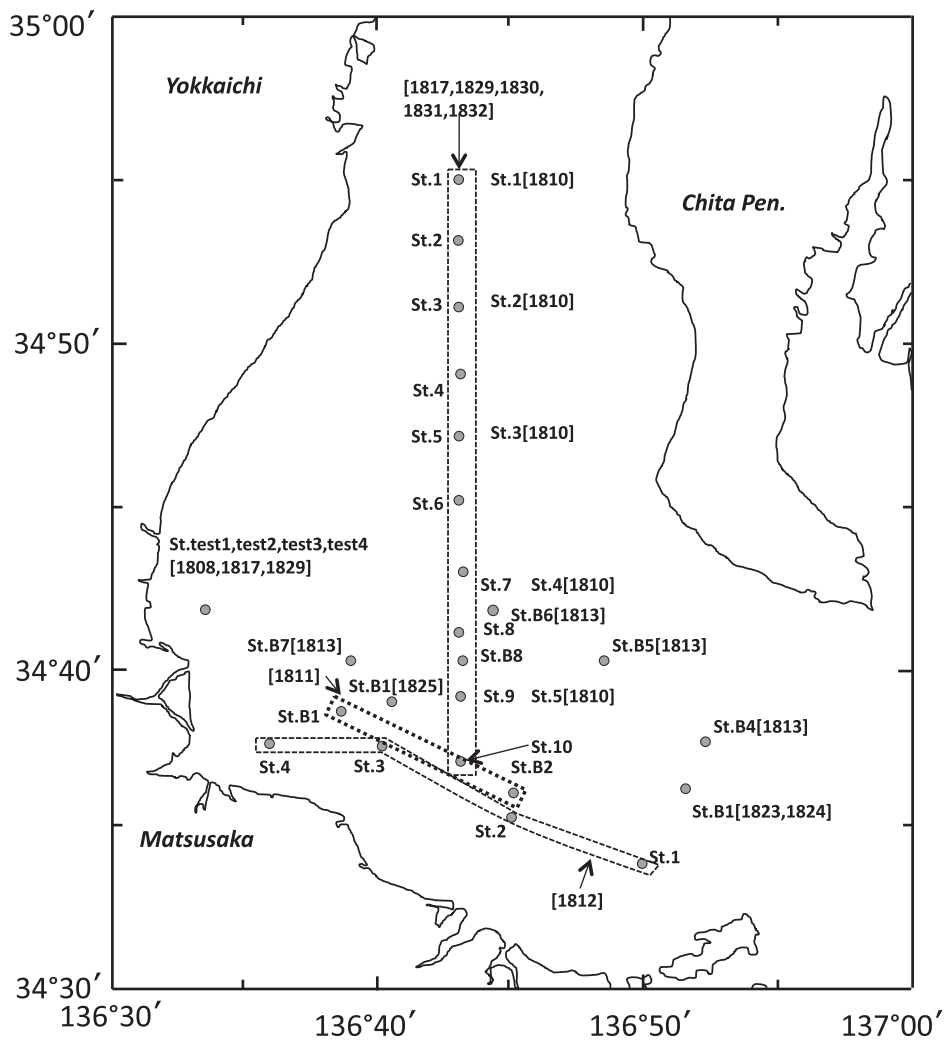 35°00′
Yokkaichi
[1817,1829,1830,
1831,1832]
St.1
St.1[1810]
Chita Pen.
St.2
St.3
St.2[1810]
34°50′
St.4
St.5
St.3[1810]
St.6
St.test1,test2,test3,test4
[1808,1817,1829]
St.7
St.4[1810]
St.B6[1813]
St.8
St.B7[1813]
St.B8
St.B5[1813]
34°40′
[1811]
St.B1[1825]
St.9
St.5[1810]
St.B1
St.B4[1813]
St.10
St.4
St.3
St.B2
St.B1[1823,1824]
St.2
Matsusaka
St.1
[1812]
34°30′
136°30′
136°40′
136°50′
137°00′